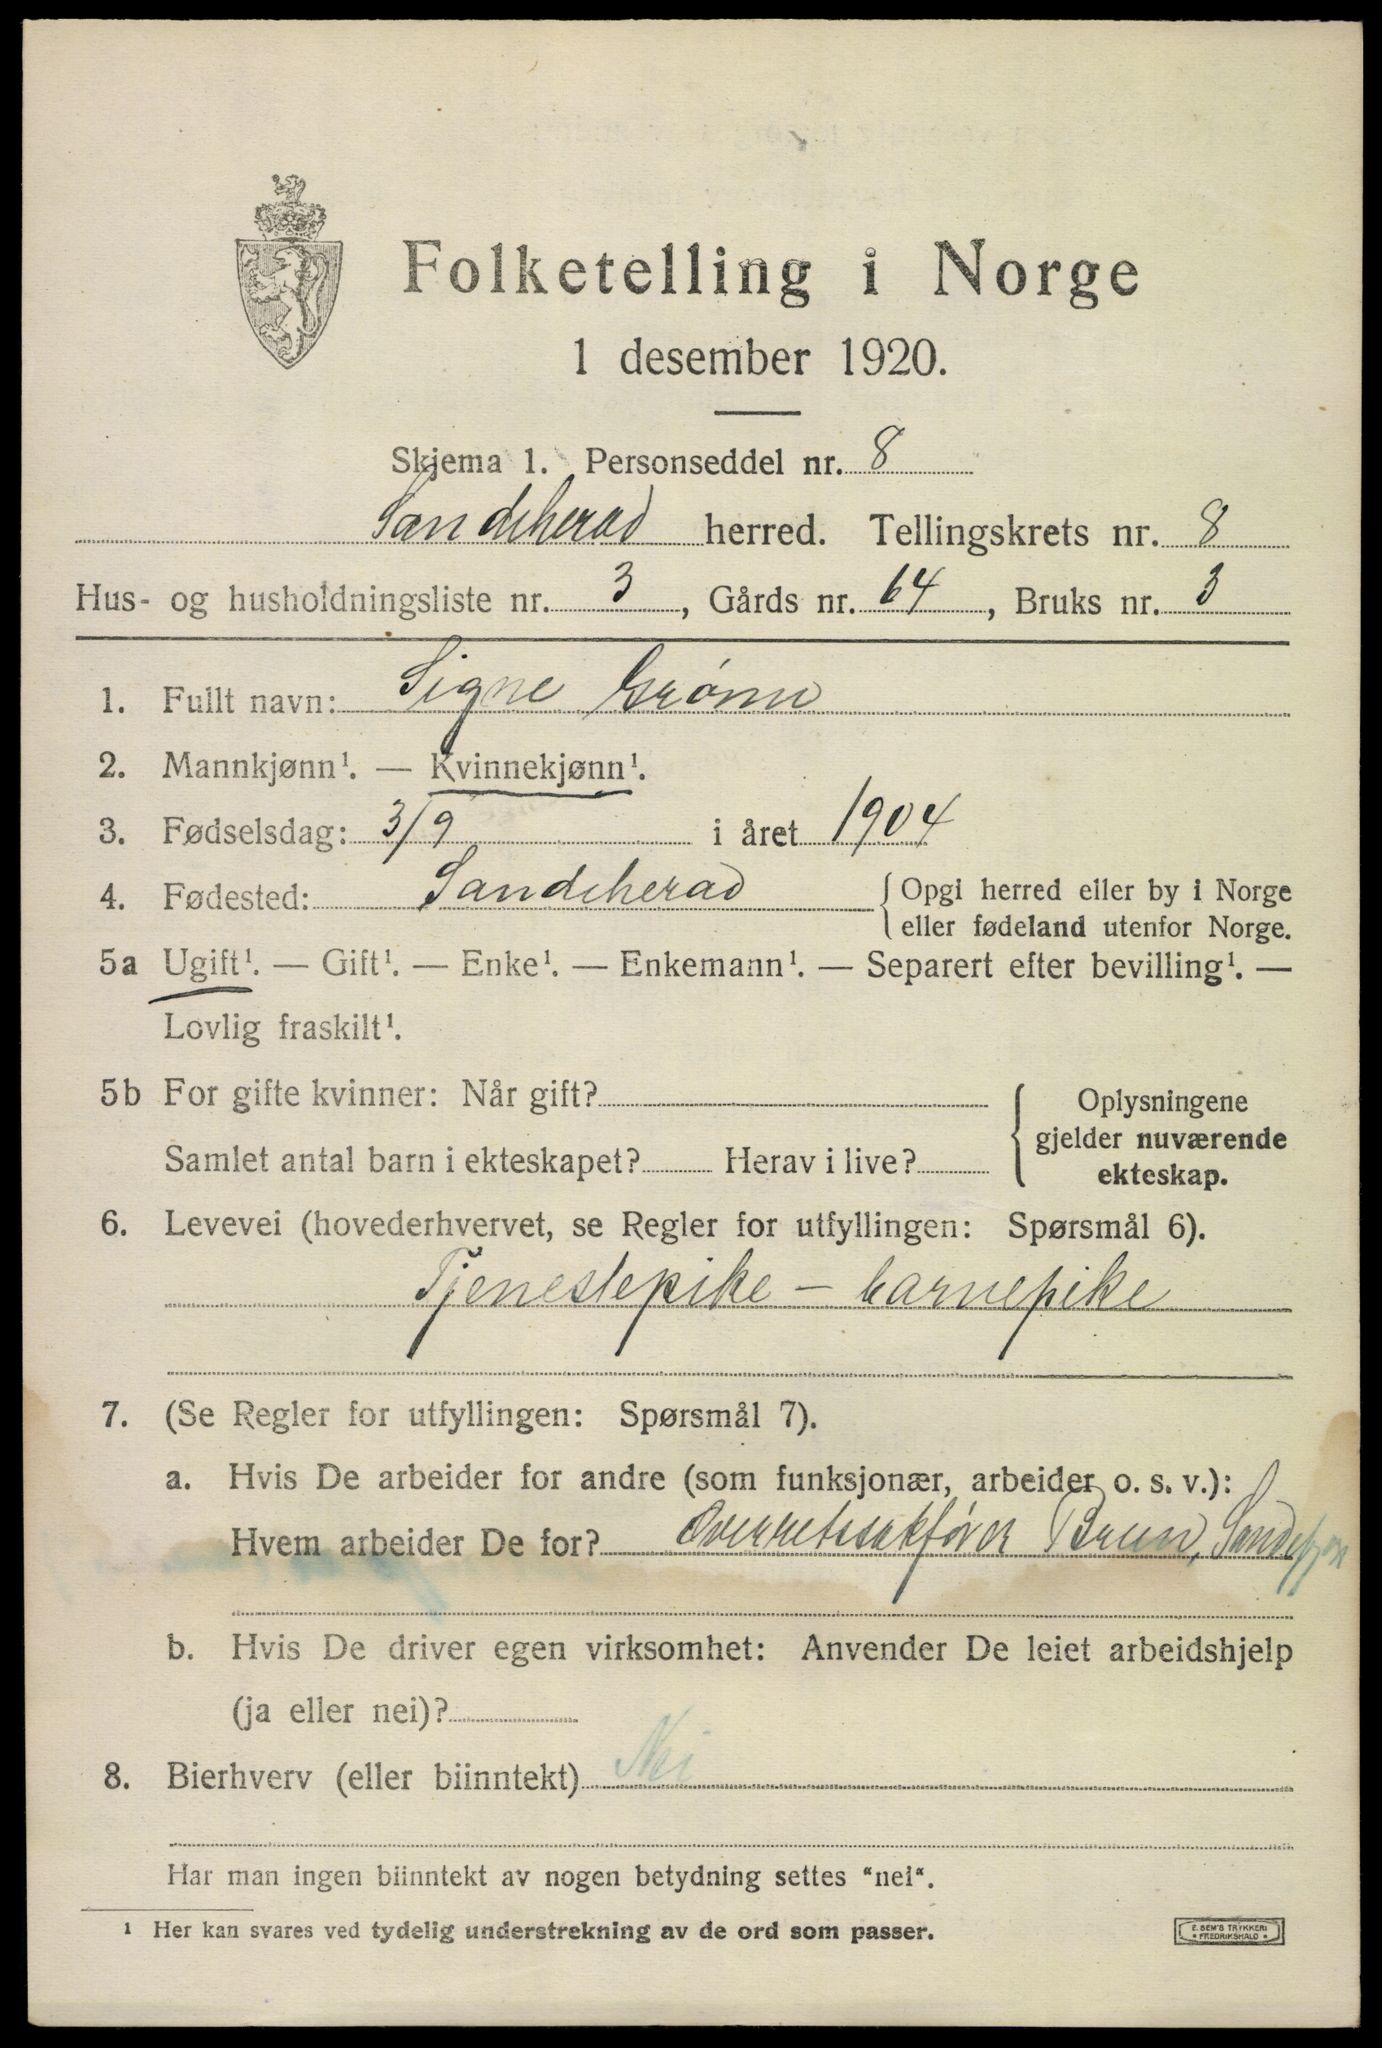 Folketelling i Norge
1 desember 1920.
Skjema 1. Personseddel nr. 8
Sandeherad herred. Tellingskrets nr. 8
Hus- og husholdningsliste nr. 3, Gårds nr. 64, Bruks nr. 3
1. Fullt navn: Signe Grønn
2. Mannkjønn¹. — Kvinnekjønn¹.
3. Fødselsdag: 3/9 i året 1904
4. Fødested: Sandeherad { Opgi herred eller by i Norge
eller fødeland utenfor Norge.
5a Ugift¹. — Gift¹. — Enke¹. — Enkemann¹. — Separert efter bevilling¹. —
Lovlig fraskilt¹.
5b For gifte kvinner: Når gift?
Samlet antal barn i ekteskapet? Herav i live?
{ Oplysningene
gjelder nuværende
ekteskap.
6. Levevei (hovederhvervet, se Regler for utfyllingen: Spørsmål 6).
Tjenestepike — barnepike
7. (Se Regler for utfyllingen: Spørsmål 7).
a. Hvis De arbeider for andre (som funksjonær, arbeider o. s. v.):
Hvem arbeider De for? Overretssakfører Bruun, Sandefjord
b. Hvis De driver egen virksomhet: Anvender De leiet arbeidshjelp
(ja eller nei)?
8. Bierhverv (eller biinntekt) Nei
Har man ingen biinntekt av nogen betydning settes "nei".
¹ Her kan svares ved tydelig understrekning av de ord som passer.
E. SEM'S TRYKKERI
• FREDRIKSHALD •